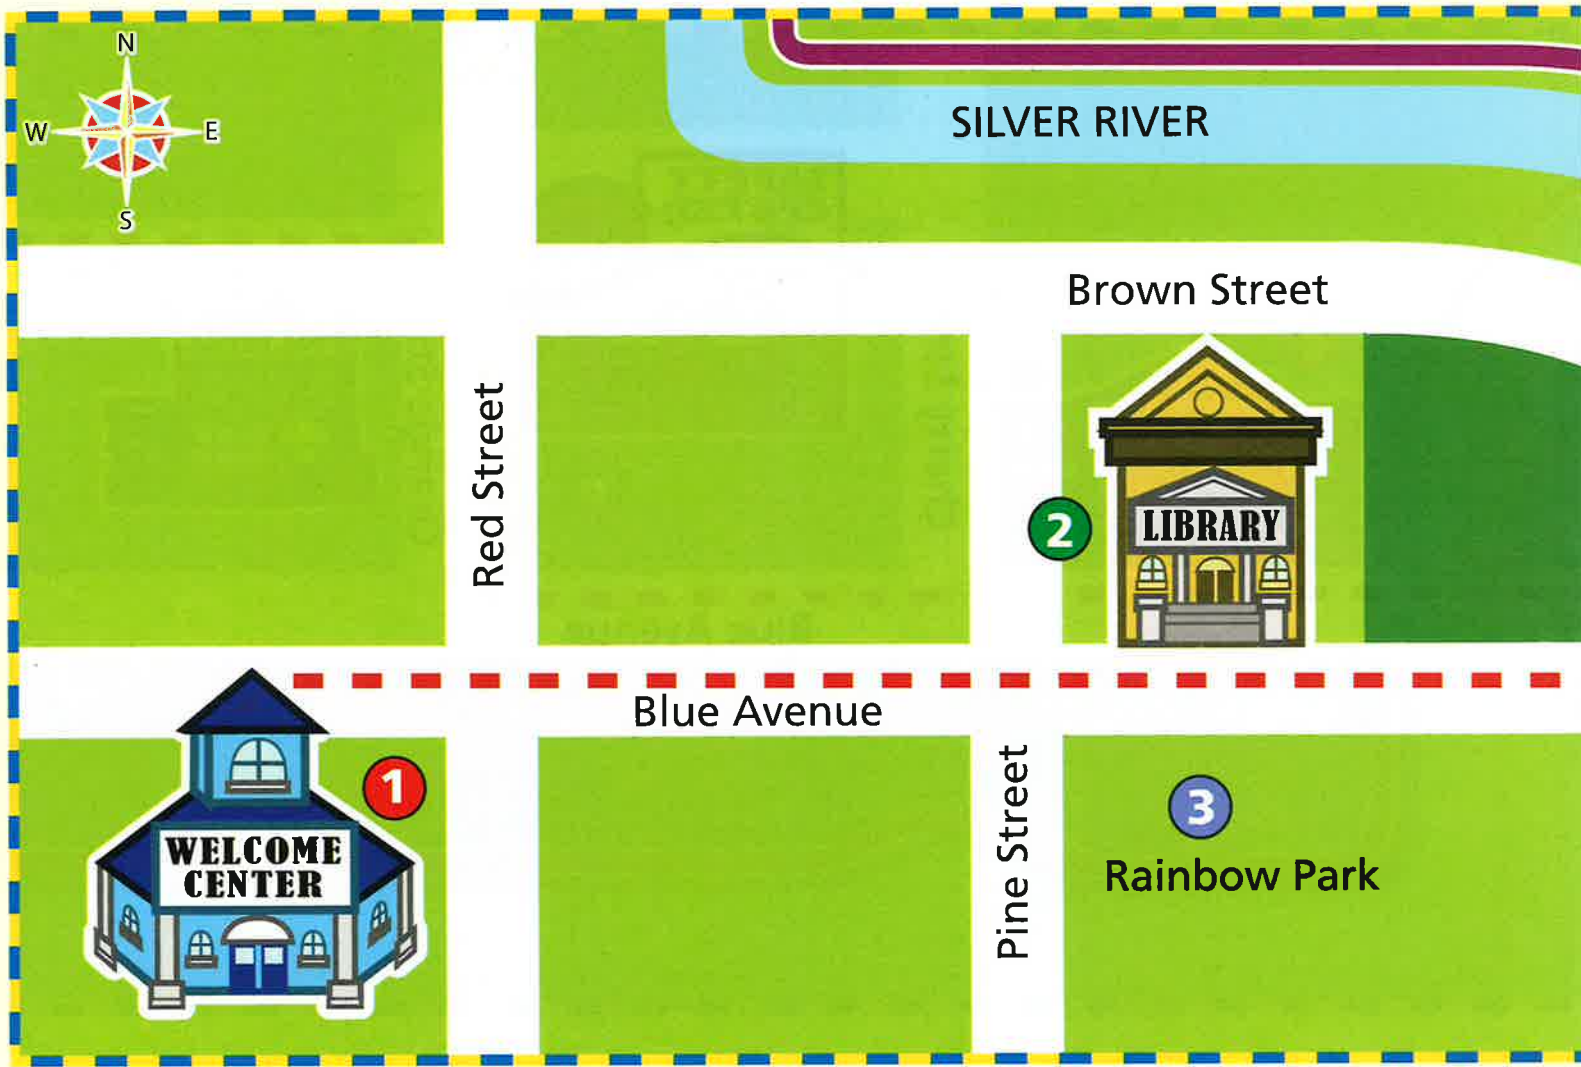 N
W
E
S
SILVER RIVER
Brown Street
Red Street
2
LIBRARY
Blue Avenue
1
WELCOME
CENTER
Pine Street
3
Rainbow Park